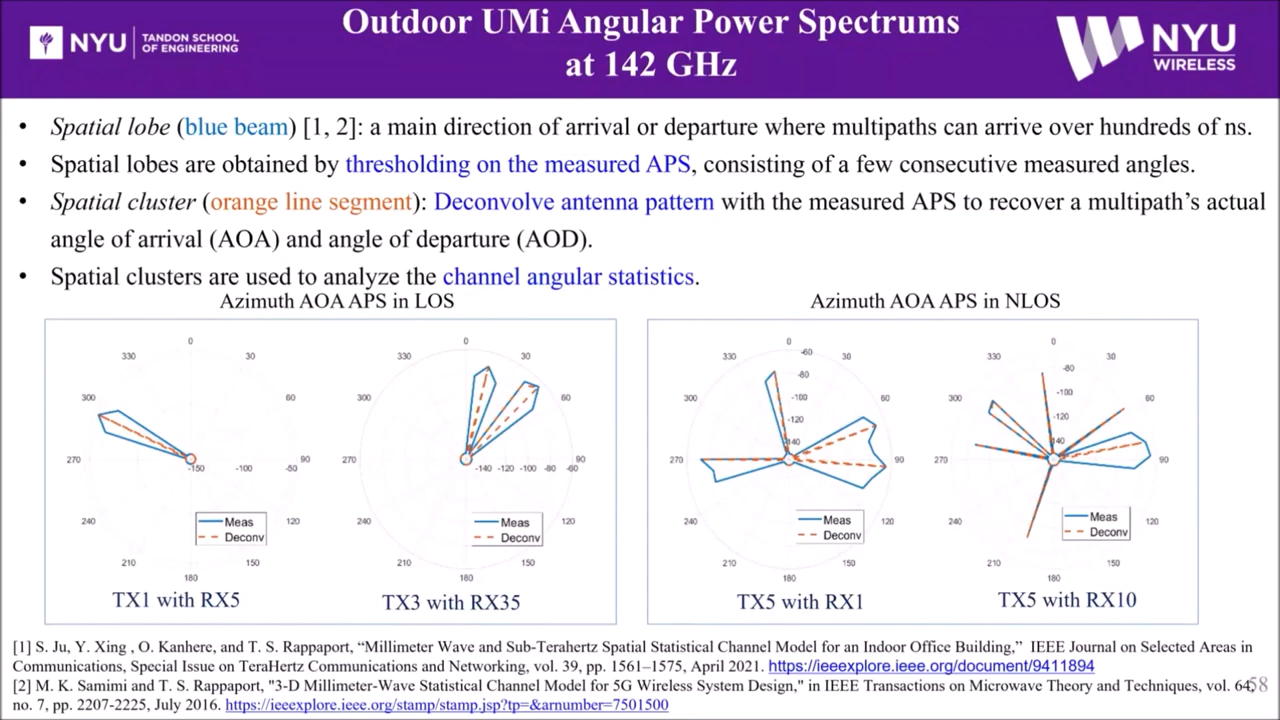 NYU
TANDON SCHOOL
OF ENGINEERING
Outdoor UMi Angular Power Spectrums
at 142 GHz
NYU
WIRELESS
• Spatial lobe (blue beam) [1, 2]: a main direction of arrival or departure where multipaths can arrive over hundreds of ns.
• Spatial lobes are obtained by thresholding on the measured APS, consisting of a few consecutive measured angles.
• Spatial cluster (orange line segment): Deconvolve antenna pattern with the measured APS to recover a multipath’s actual
angle of arrival (AOA) and angle of departure (AOD).
• Spatial clusters are used to analyze the channel angular statistics.
Azimuth AOA APS in LOS
0
330 30
300 60
270 -150 -100 -50 90
240 120
210 150
180
Meas
Deconv
TX1 with RX5
0
330 30
300 60
270 -140 -120 -100 -80 -60 90
240 120
210 150
180
Meas
Deconv
TX3 with RX35
Azimuth AOA APS in NLOS
0 -60
330 30
-80
300 -100 60
-120
140
270 90
240 120
210 150
180
Meas
Deconv
TX5 with RX1
0
330 30
-80
300 -100 60
-120
140
270 90
240 120
210 150
180
Meas
Deconv
TX5 with RX10
[1] S. Ju, Y. Xing , O. Kanhere, and T. S. Rappaport, “Millimeter Wave and Sub-Terahertz Spatial Statistical Channel Model for an Indoor Office Building,” IEEE Journal on Selected Areas in
Communications, Special Issue on TeraHertz Communications and Networking, vol. 39, pp. 1561–1575, April 2021. https://ieeexplore.ieee.org/document/9411894
[2] M. K. Samimi and T. S. Rappaport, "3-D Millimeter-Wave Statistical Channel Model for 5G Wireless System Design," in IEEE Transactions on Microwave Theory and Techniques, vol. 64,
no. 7, pp. 2207-2225, July 2016. https://ieeexplore.ieee.org/stamp/stamp.jsp?tp=&arnumber=7501500
58